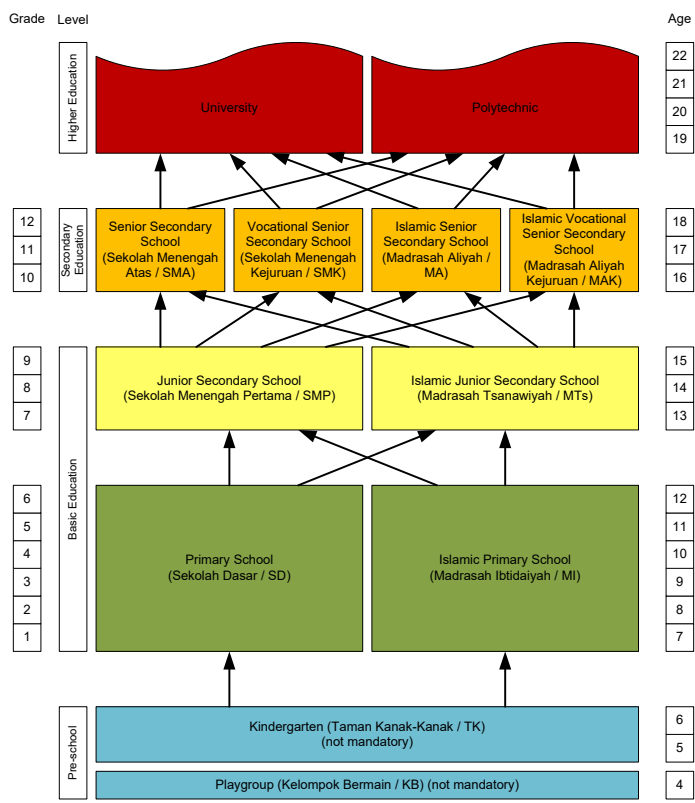 Grade Level Age
Higher Education
University
Polytechnic
22
21
20
19
12
11
10
Secondary
Education
Senior Secondary
School
(Sekolah Menengah
Atas / SMA)
Vocational Senior
Secondary School
(Sekolah Menengah
Kejuruan / SMK)
Islamic Senior
Secondary School
(Madrasah Aliyah /
MA)
Islamic Vocational
Senior Secondary
School
(Madrasah Aliyah
Kejuruan / MAK)
18
17
16
9
8
7
Basic Education
Junior Secondary School
(Sekolah Menengah Pertama / SMP)
Islamic Junior Secondary School
(Madrasah Tsanawiyah / MTs)
15
14
13
6
5
4
3
2
1
Primary School
(Sekolah Dasar / SD)
Islamic Primary School
(Madrasah Ibtidaiyah / MI)
12
11
10
9
8
7
Pre-school
Kindergarten (Taman Kanak-Kanak / TK)
(not mandatory)
6
5
Playgroup (Kelompok Bermain / KB) (not mandatory)
4